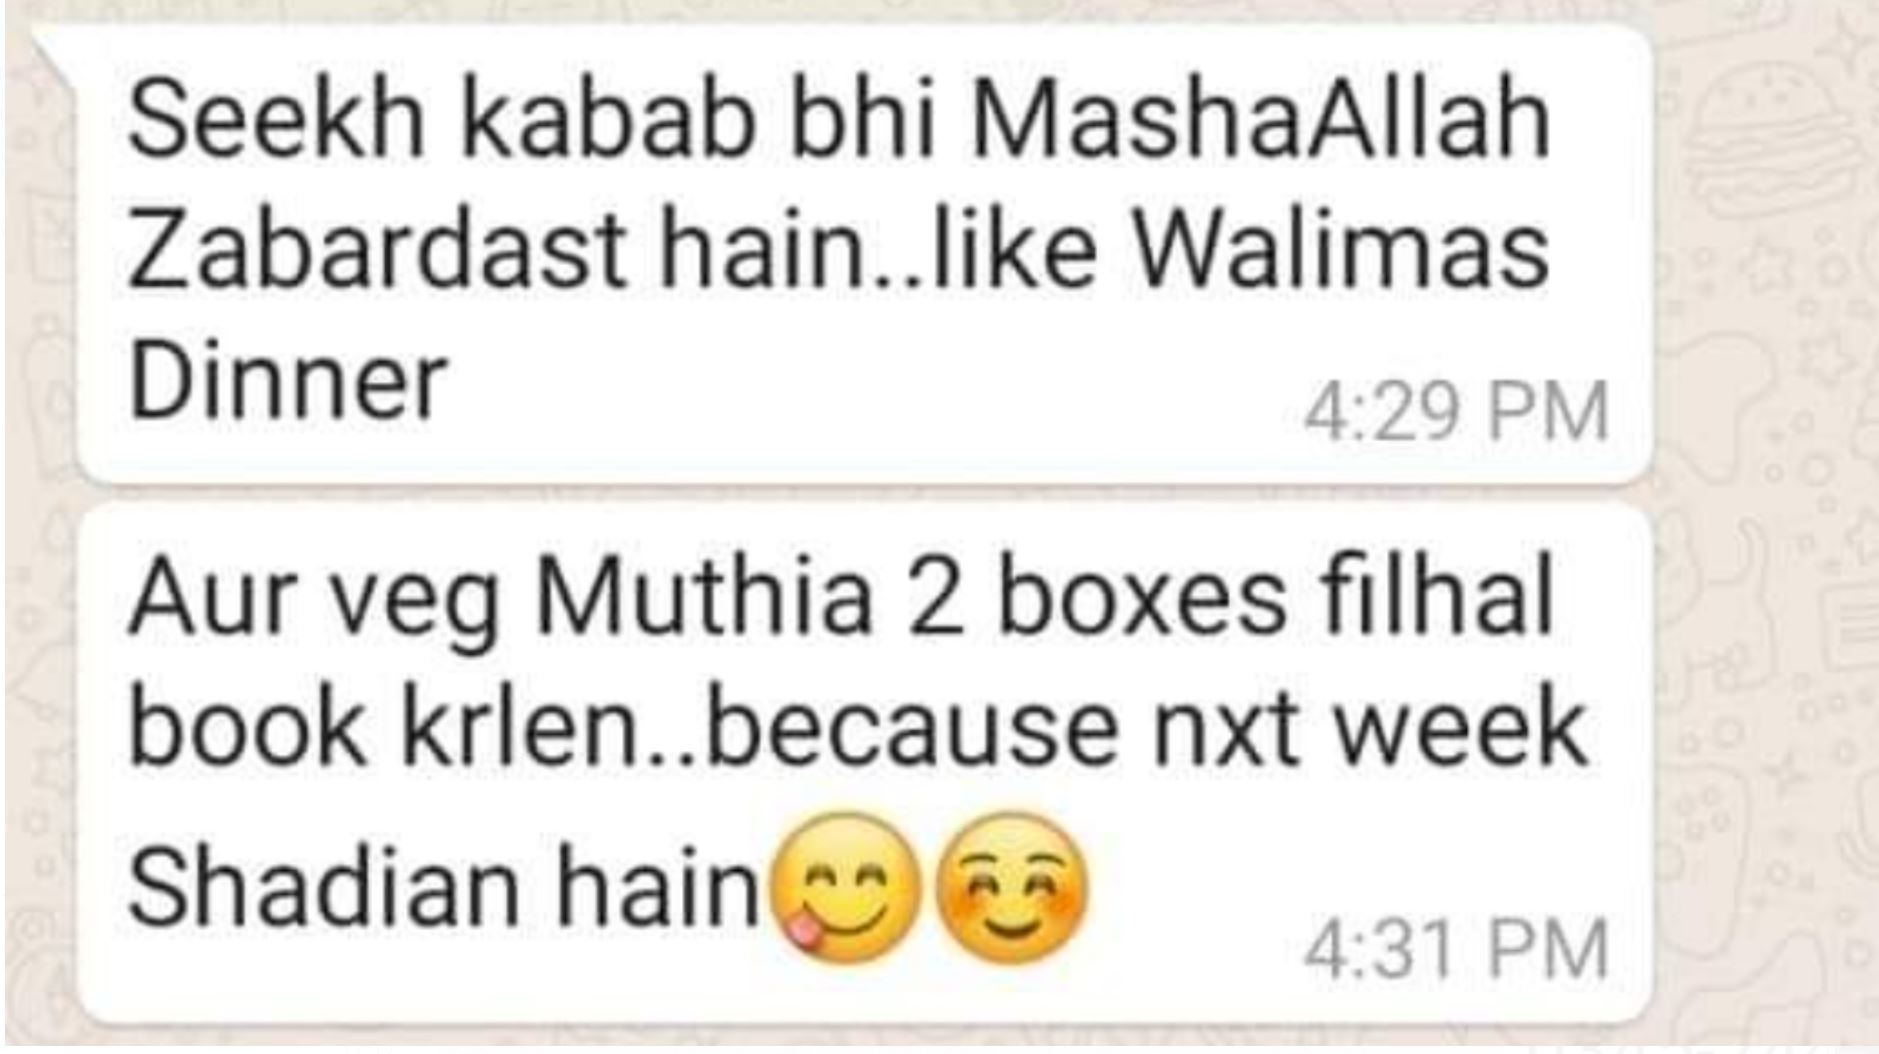 Seekh kabab bhi MashaAllah
Zabardast hain..like Walimas
Dinner
4:29 PM
Aur veg Muthia 2 boxes filhal
book krlen..because nxt week
Shadian hain😋☺️
4:31 PM